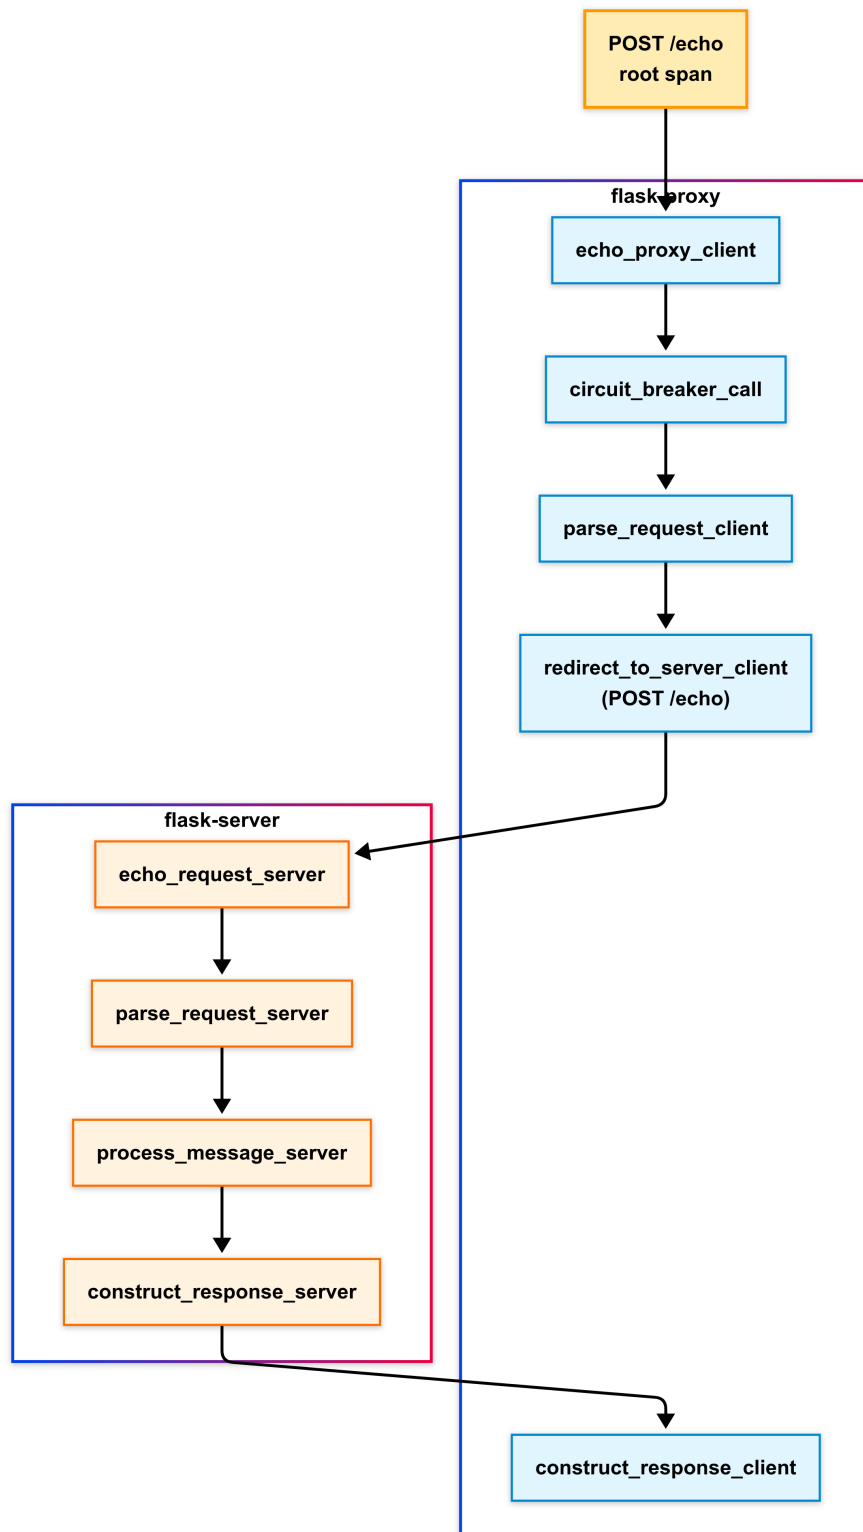 POST /echo
root span
flask-proxy
echo_proxy_client
circuit_breaker_call
parse_request_client
redirect_to_server_client
(POST /echo)
flask-server
echo_request_server
parse_request_server
process_message_server
construct_response_server
construct_response_client